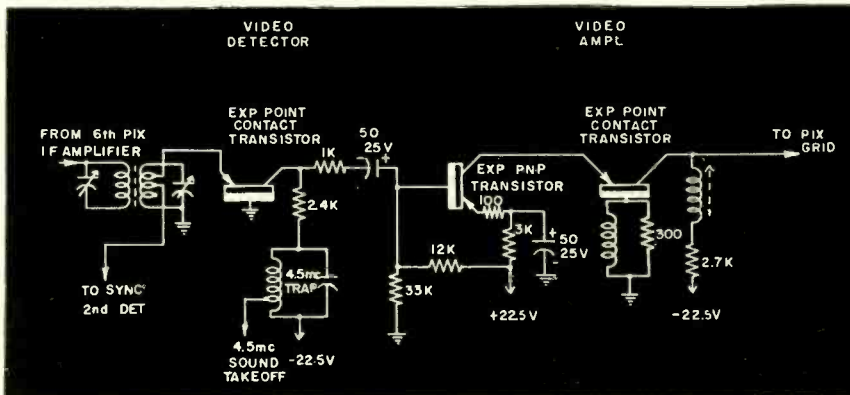 VIDEO
DETECTOR
VIDEO
AMPL
EXP POINT
CONTACT
TRANSISTOR
EXP POINT
CONTACT
TRANSISTOR
FROM 6th PIX
I F AMPLIFIER
TO PIX
GRID
1K
50
25V
+
EXP PNP
TRANSISTOR
100
2.4K
3K
+
50
25V
-
300
12K
2.7K
4.5mc
TRAP
33K
TO SYNC
2nd DET
+22.5V
-22.5V
4.5mc
SOUND
TAKEOFF
-22.5V